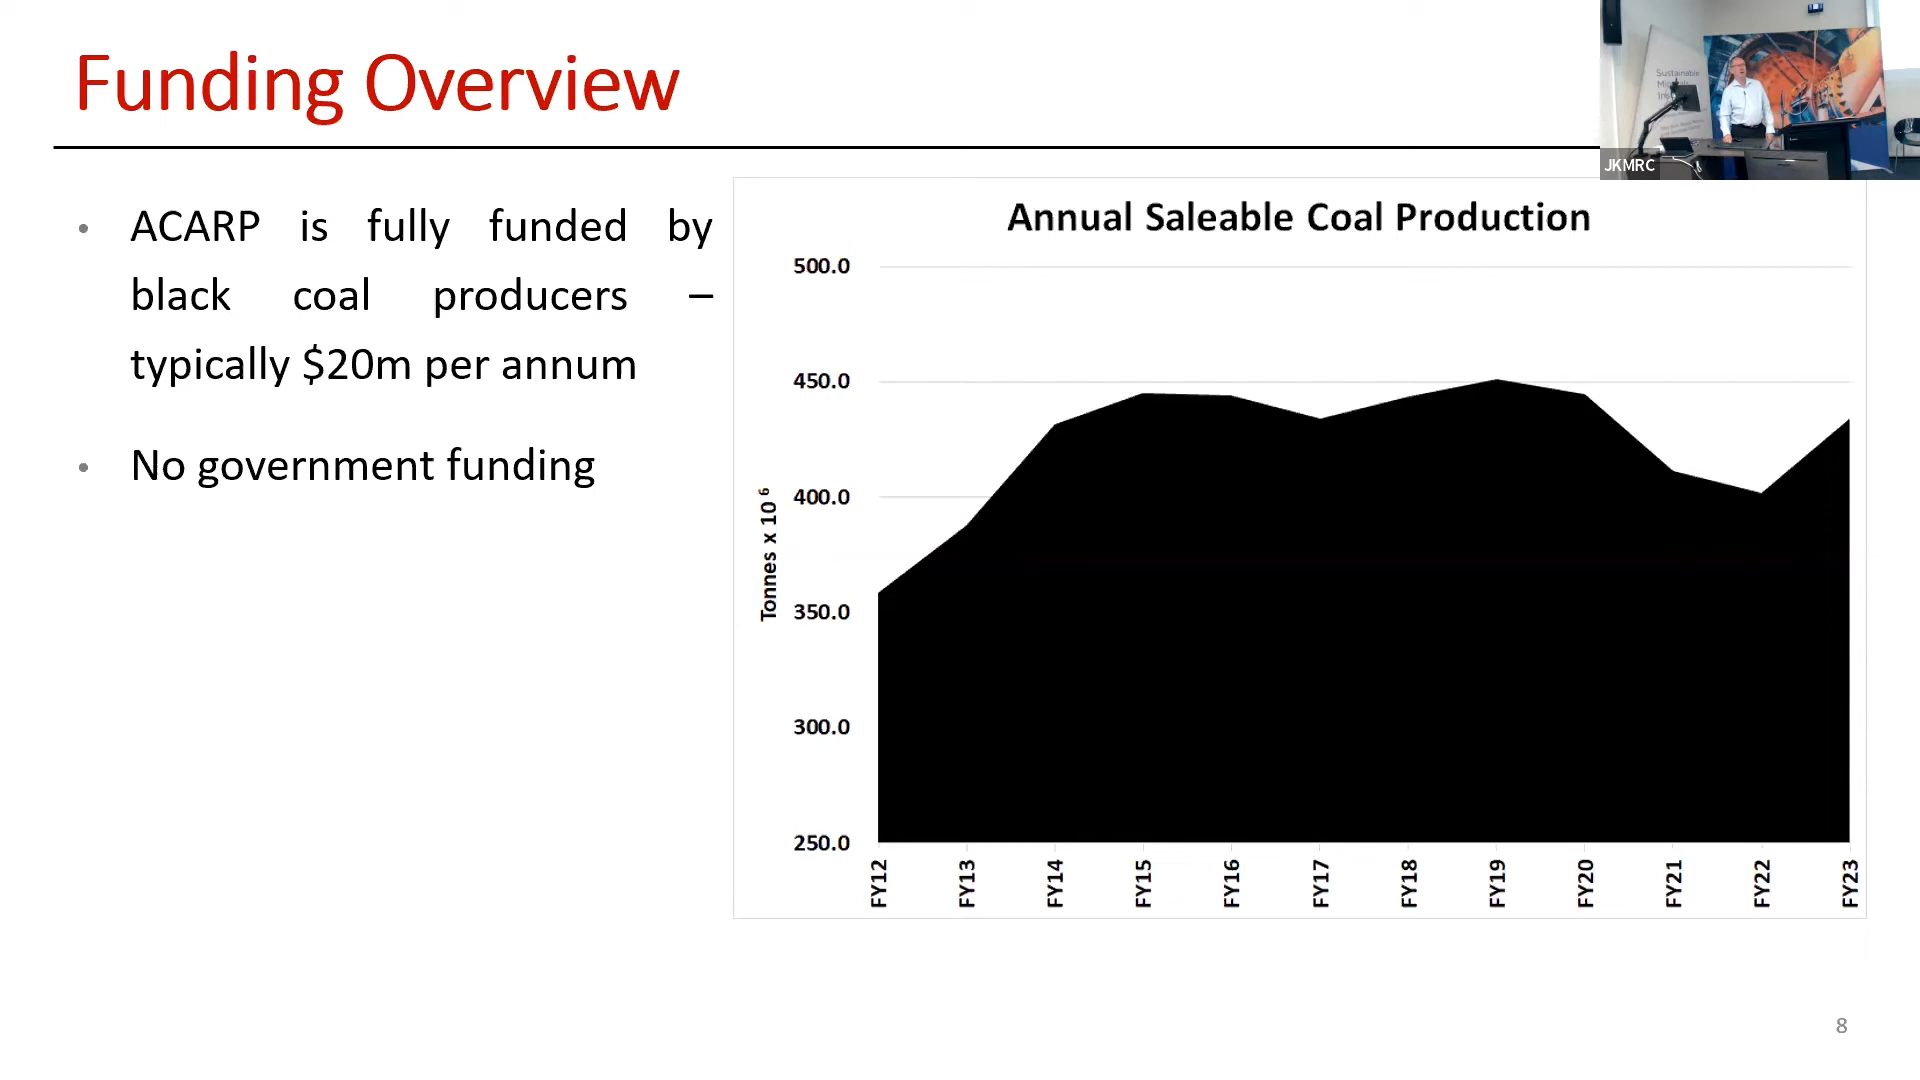 Funding Overview
• ACARP is fully funded by
black coal producers –
typically $20m per annum
• No government funding
Annual Saleable Coal Production
Tonnes x 10⁶
500.0
450.0
400.0
350.0
300.0
250.0
FY12 FY13 FY14 FY15 FY16 FY17 FY18 FY19 FY20 FY21 FY22 FY23
Sustainable
JKMRC
8